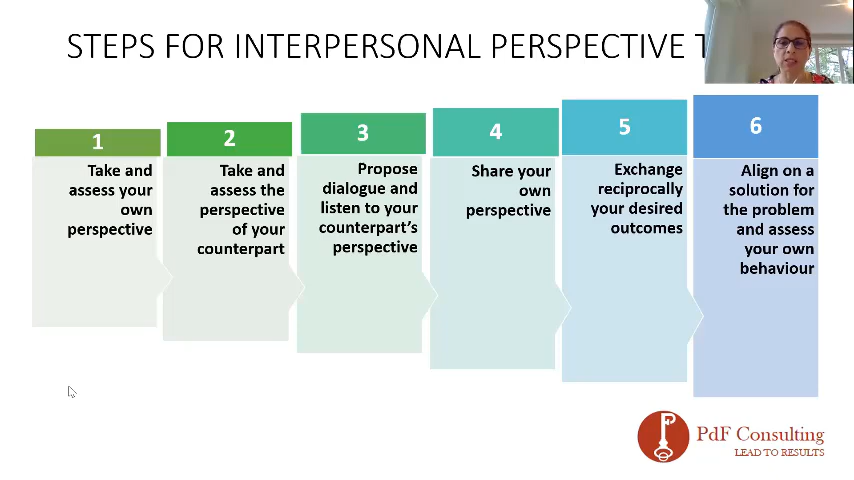 STEPS FOR INTERPERSONAL PERSPECTIVE
1
Take and
assess your
own
perspective
2
Take and
assess the
perspective
of your
counterpart
3
Propose
dialogue and
listen to your
counterpart's
perspective
4
Share your
own
perspective
5
Exchange
reciprocally
your desired
outcomes
6
Align on a
solution for
the problem
and assess
your own
behaviour
PdF Consulting
LEAD TO RESULTS